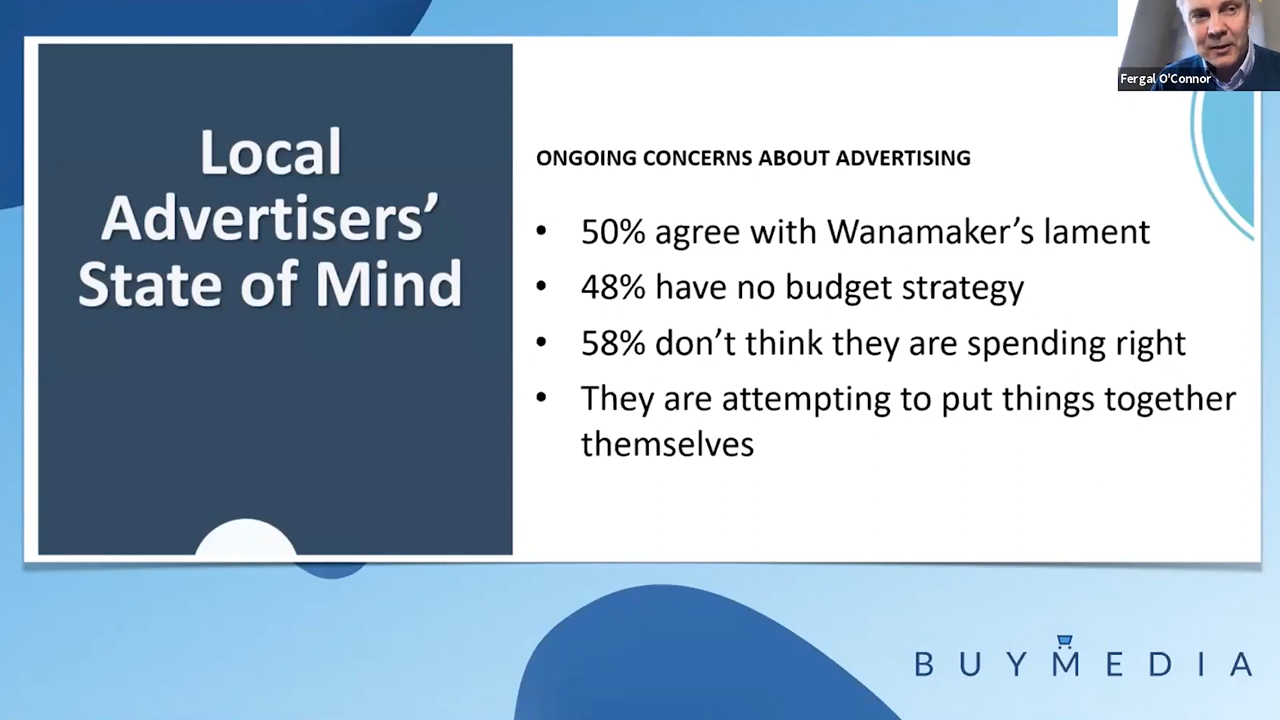 Fergal O'Connor
Local
Advertisers’
State of Mind
ONGOING CONCERNS ABOUT ADVERTISING
• 50% agree with Wanamaker’s lament
• 48% have no budget strategy
• 58% don’t think they are spending right
• They are attempting to put things together
themselves
BUYMEDIA